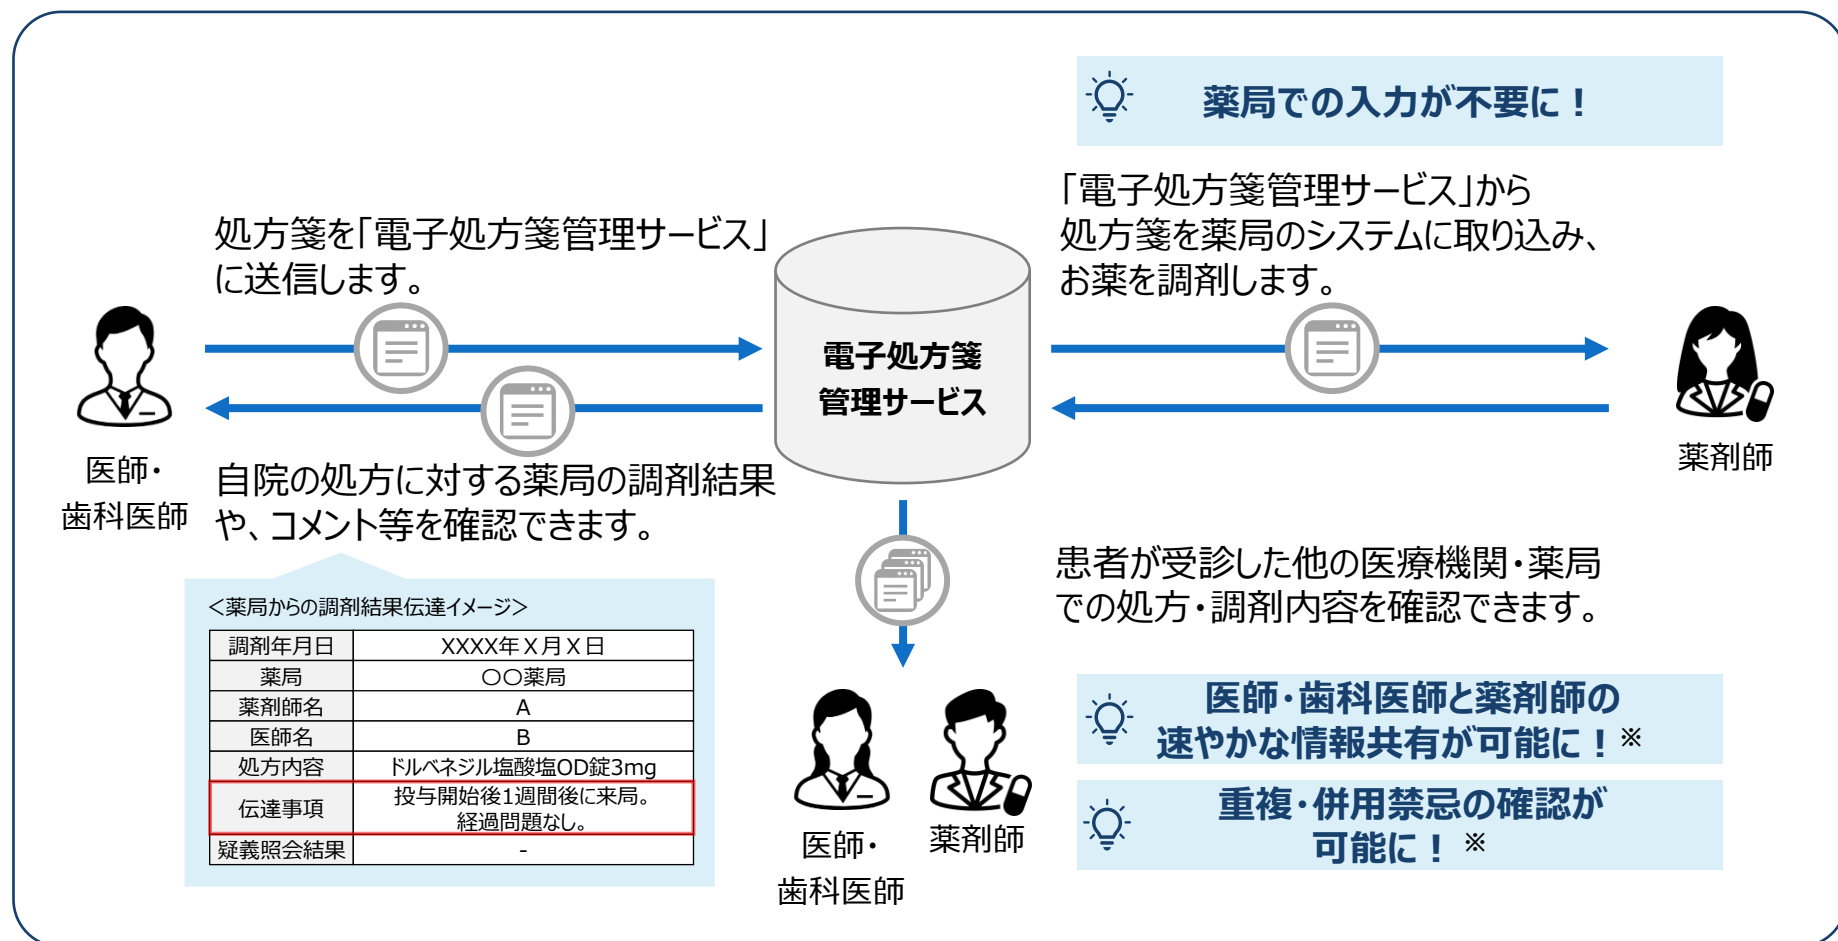 薬局での入力が不要に！
「電子処方箋管理サービス」から
処方箋を薬局のシステムに取り込み、
お薬を調剤します。
処方箋を「電子処方箋管理サービス」
に送信します。
電子処方箋
管理サービス
医師・
歯科医師
薬剤師
自院の処方に対する薬局の調剤結果
や、コメント等を確認できます。
＜薬局からの調剤結果伝達イメージ＞
調剤年月日 XXXX年Ｘ月Ｘ日
薬局 〇〇薬局
薬剤師名 A
医師名 B
処方内容 ドルベネジル塩酸塩OD錠3mg
伝達事項 投与開始後1週間後に来局。
経過問題なし。
疑義照会結果 -
患者が受診した他の医療機関・薬局
での処方・調剤内容を確認できます。
医師・歯科医師と薬剤師の
速やかな情報共有が可能に！※
重複・併用禁忌の確認が
可能に！※
医師・
歯科医師
薬剤師